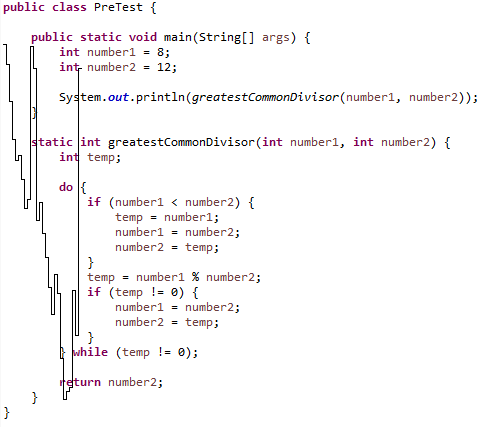 public class PreTest {
public static void main(String[] args) {
int number1 = 8;
int number2 = 12;
System.out.println(greatestCommonDivisor(number1, number2));
}
static int greatestCommonDivisor(int number1, int number2) {
int temp;
do {
if (number1 < number2) {
temp = number1;
number1 = number2;
number2 = temp;
}
temp = number1 % number2;
if (temp != 0) {
number1 = number2;
number2 = temp;
}
} while (temp != 0);
return number2;
}
}